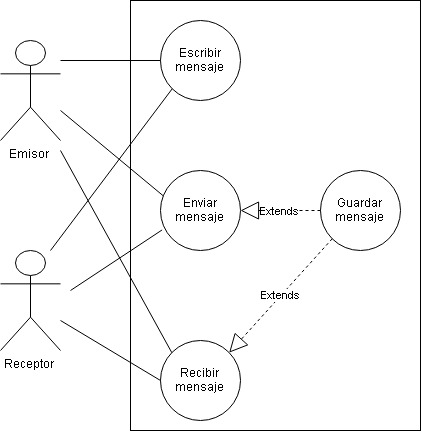 Escribir
mensaje
Emisor
Enviar
mensaje
Extends
Guardar
mensaje
Extends
Receptor
Recibir
mensaje